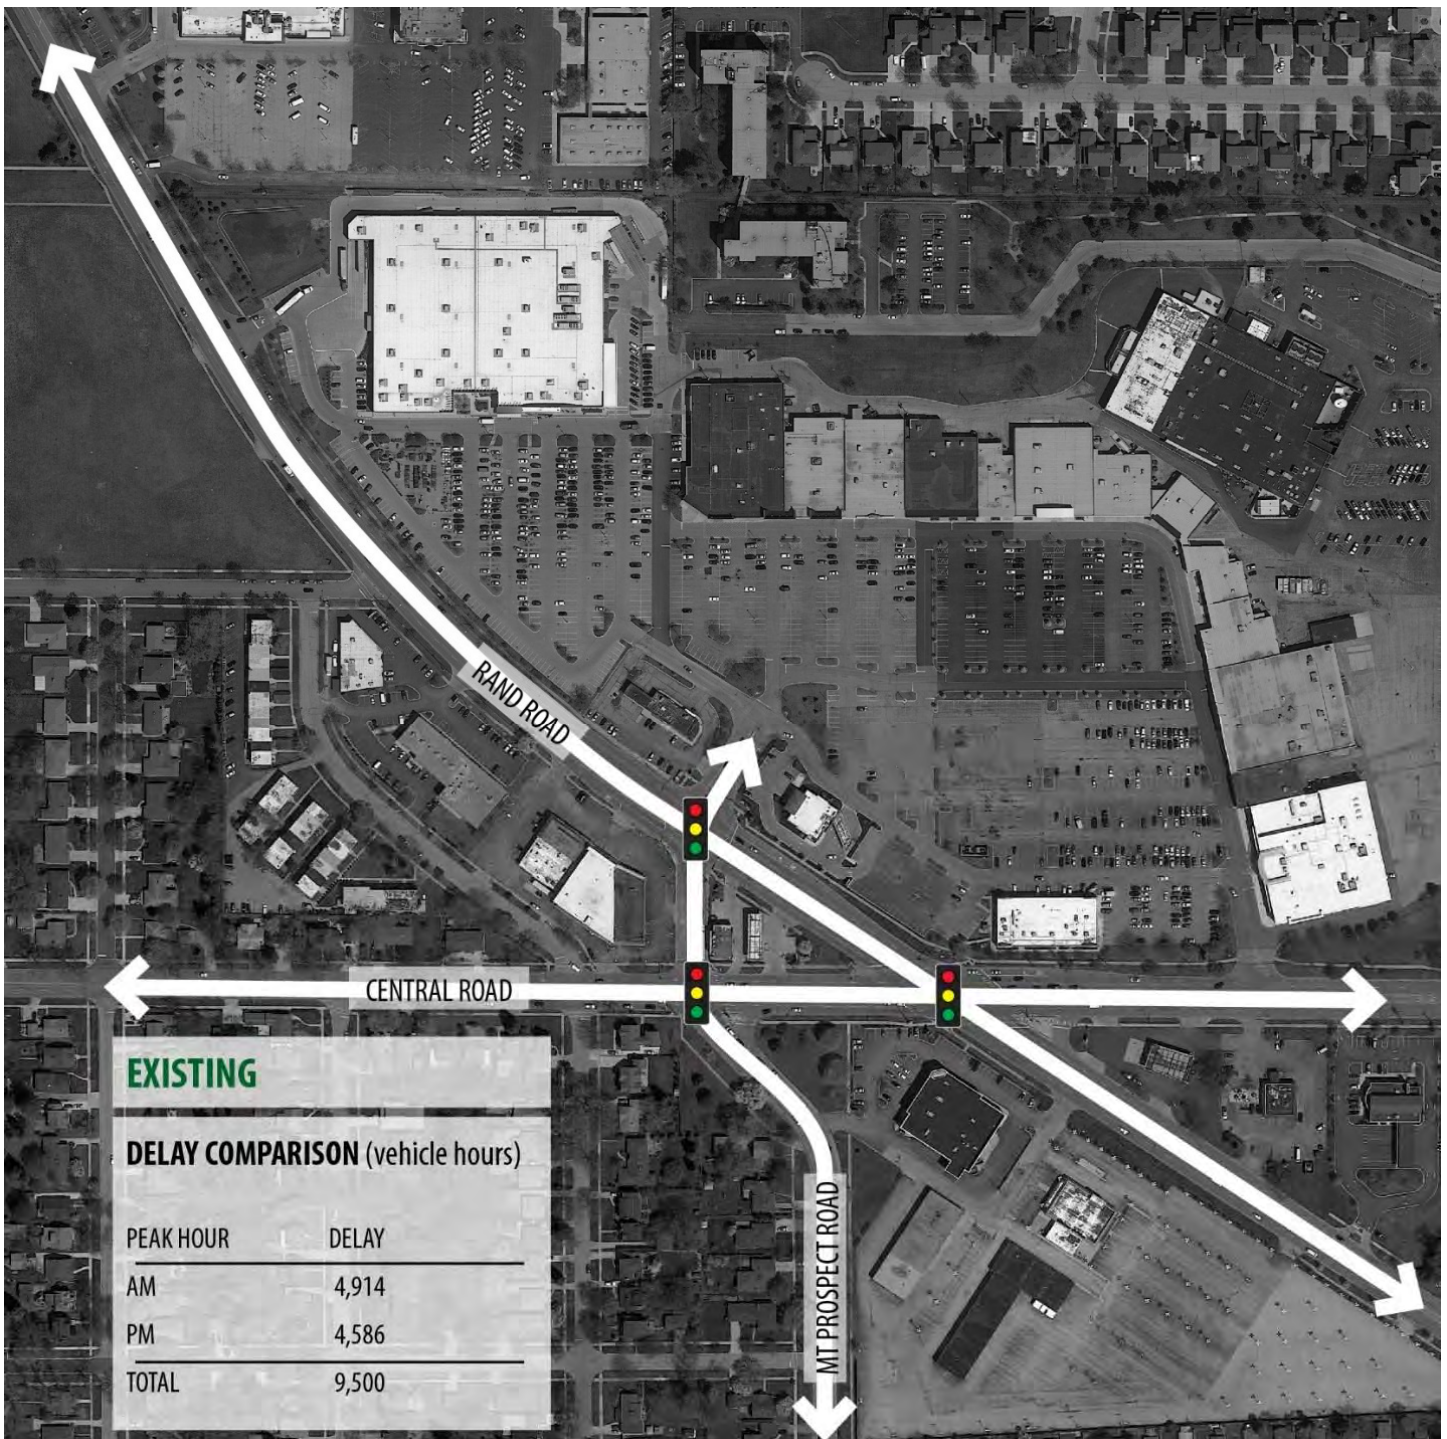 RAND ROAD
CENTRAL ROAD
MT PROSPECT ROAD
EXISTING
DELAY COMPARISON (vehicle hours)
PEAK HOUR DELAY
AM 4,914
PM 4,586
TOTAL 9,500